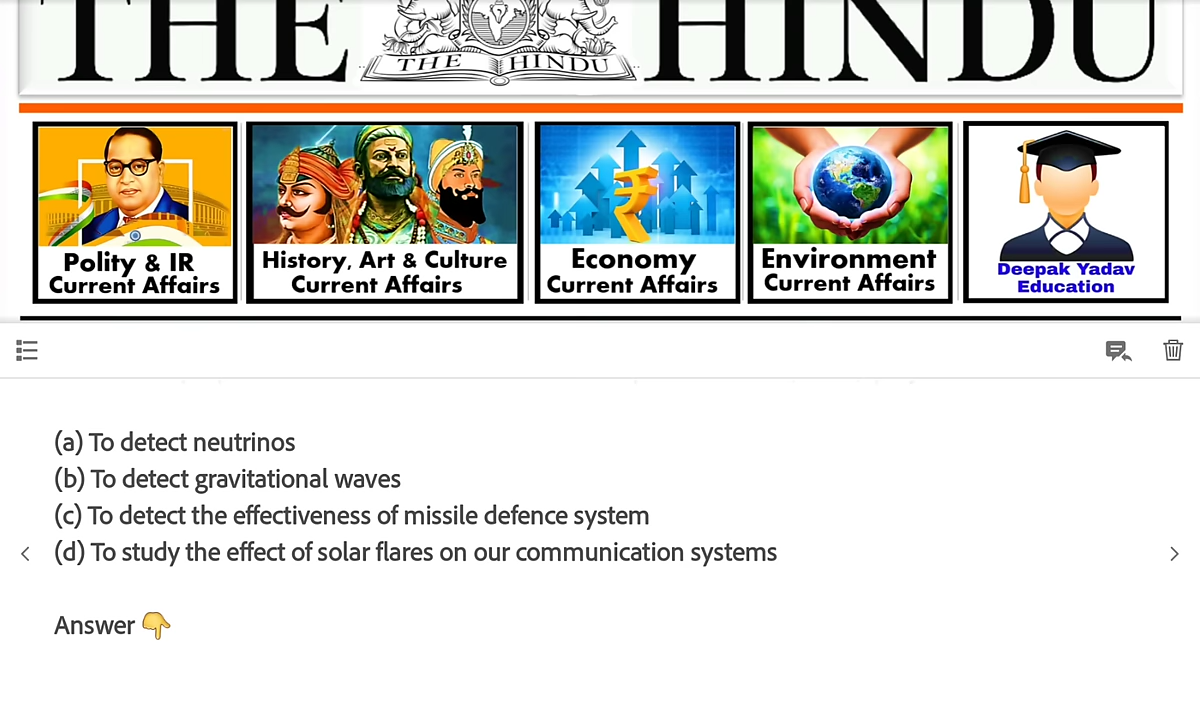 THE HINDU
THE HINDU
Polity & IR
Current Affairs
History, Art & Culture
Current Affairs
Economy
Current Affairs
Environment
Current Affairs
Deepak Yadav
Education
(a) To detect neutrinos
(b) To detect gravitational waves
(c) To detect the effectiveness of missile defence system
(d) To study the effect of solar flares on our communication systems
Answer 👇